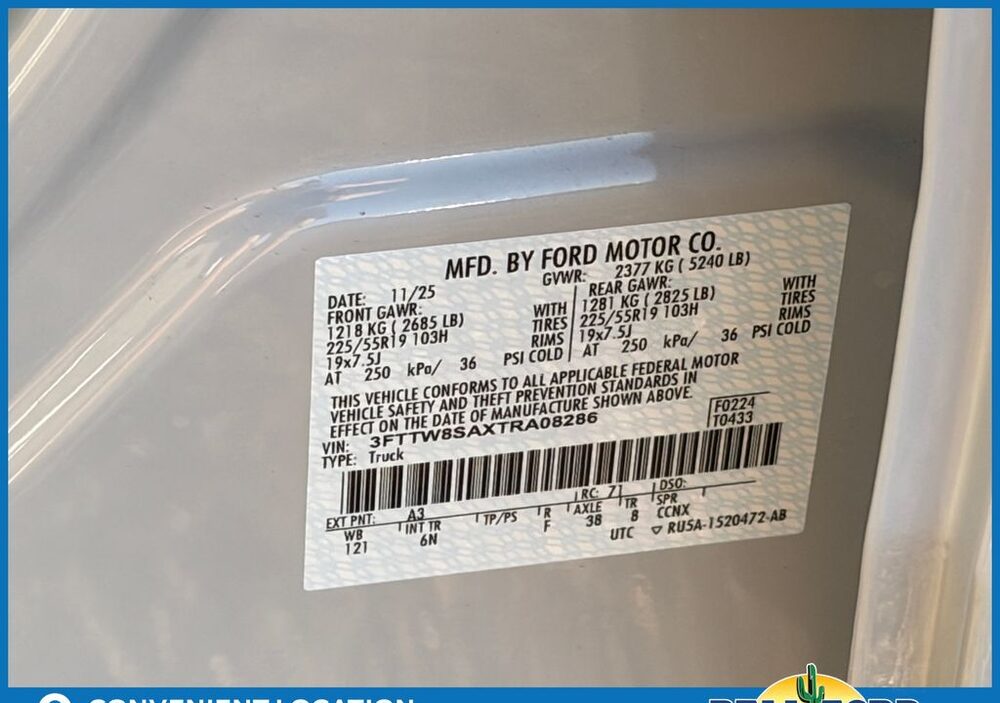 MFD. BY FORD MOTOR CO.
DATE: 11/25 GVWR: 2377 KG ( 5240 LB)
FRONT GAWR: REAR GAWR:
1218 KG ( 2685 LB) WITH 1281 KG ( 2825 LB) WITH
225/55R19 103H TIRES 225/55R19 103H TIRES
19x7.5J RIMS 19x7.5J RIMS
AT 250 kPa/ 36 PSI COLD AT 250 kPa/ 36 PSI COLD
THIS VEHICLE CONFORMS TO ALL APPLICABLE FEDERAL MOTOR
VEHICLE SAFETY AND THEFT PREVENTION STANDARDS IN
EFFECT ON THE DATE OF MANUFACTURE SHOWN ABOVE.
VIN: 3FTTW8SAXTRA08286 F0224
TYPE: Truck T0433
EXT PNT: A3 RC: 71 DSO:
WB INT TR TP/PS R AXLE TR SPR
121 6N F 38 8 CCNX
UTC ▽ RU5A-1520472-AB
CONVENIENT LOCATION